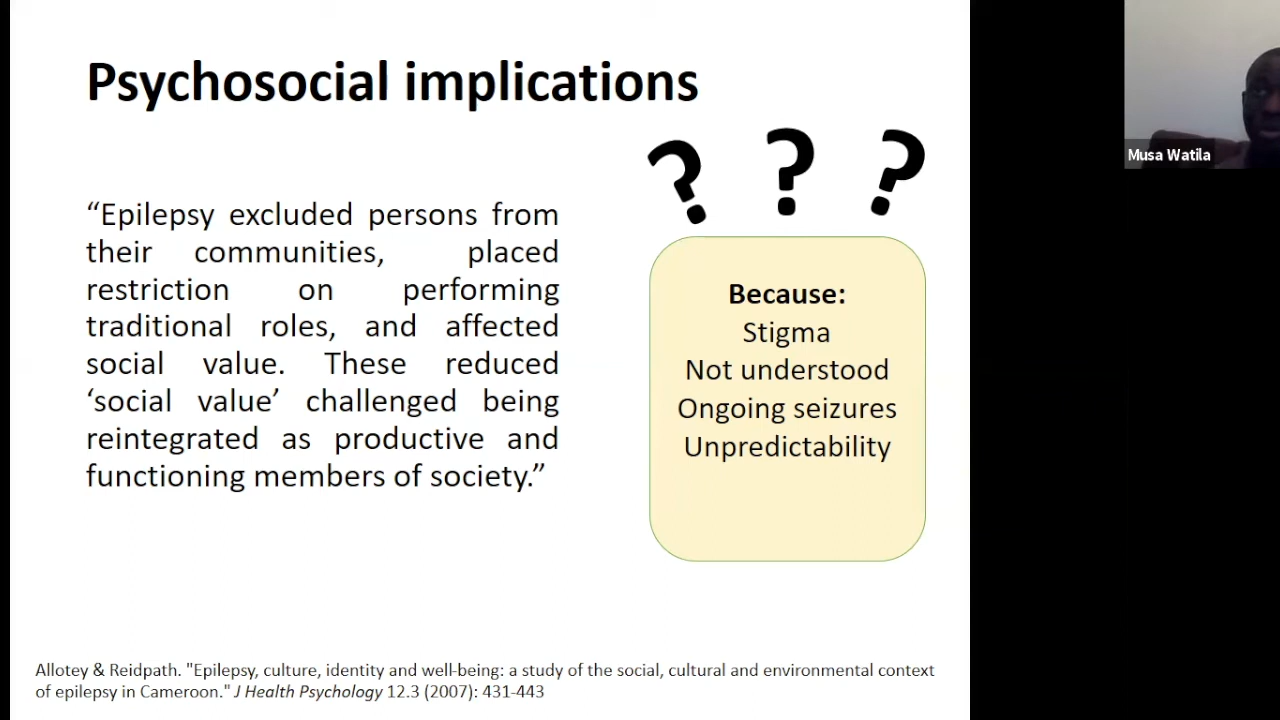 Psychosocial implications
“Epilepsy excluded persons from
their communities, placed
restriction on performing
traditional roles, and affected
social value. These reduced
‘social value’ challenged being
reintegrated as productive and
functioning members of society.”
? ? ?
Because:
Stigma
Not understood
Ongoing seizures
Unpredictability
Musa Watila
Allotey & Reidpath. "Epilepsy, culture, identity and well-being: a study of the social, cultural and environmental context
of epilepsy in Cameroon." J Health Psychology 12.3 (2007): 431-443